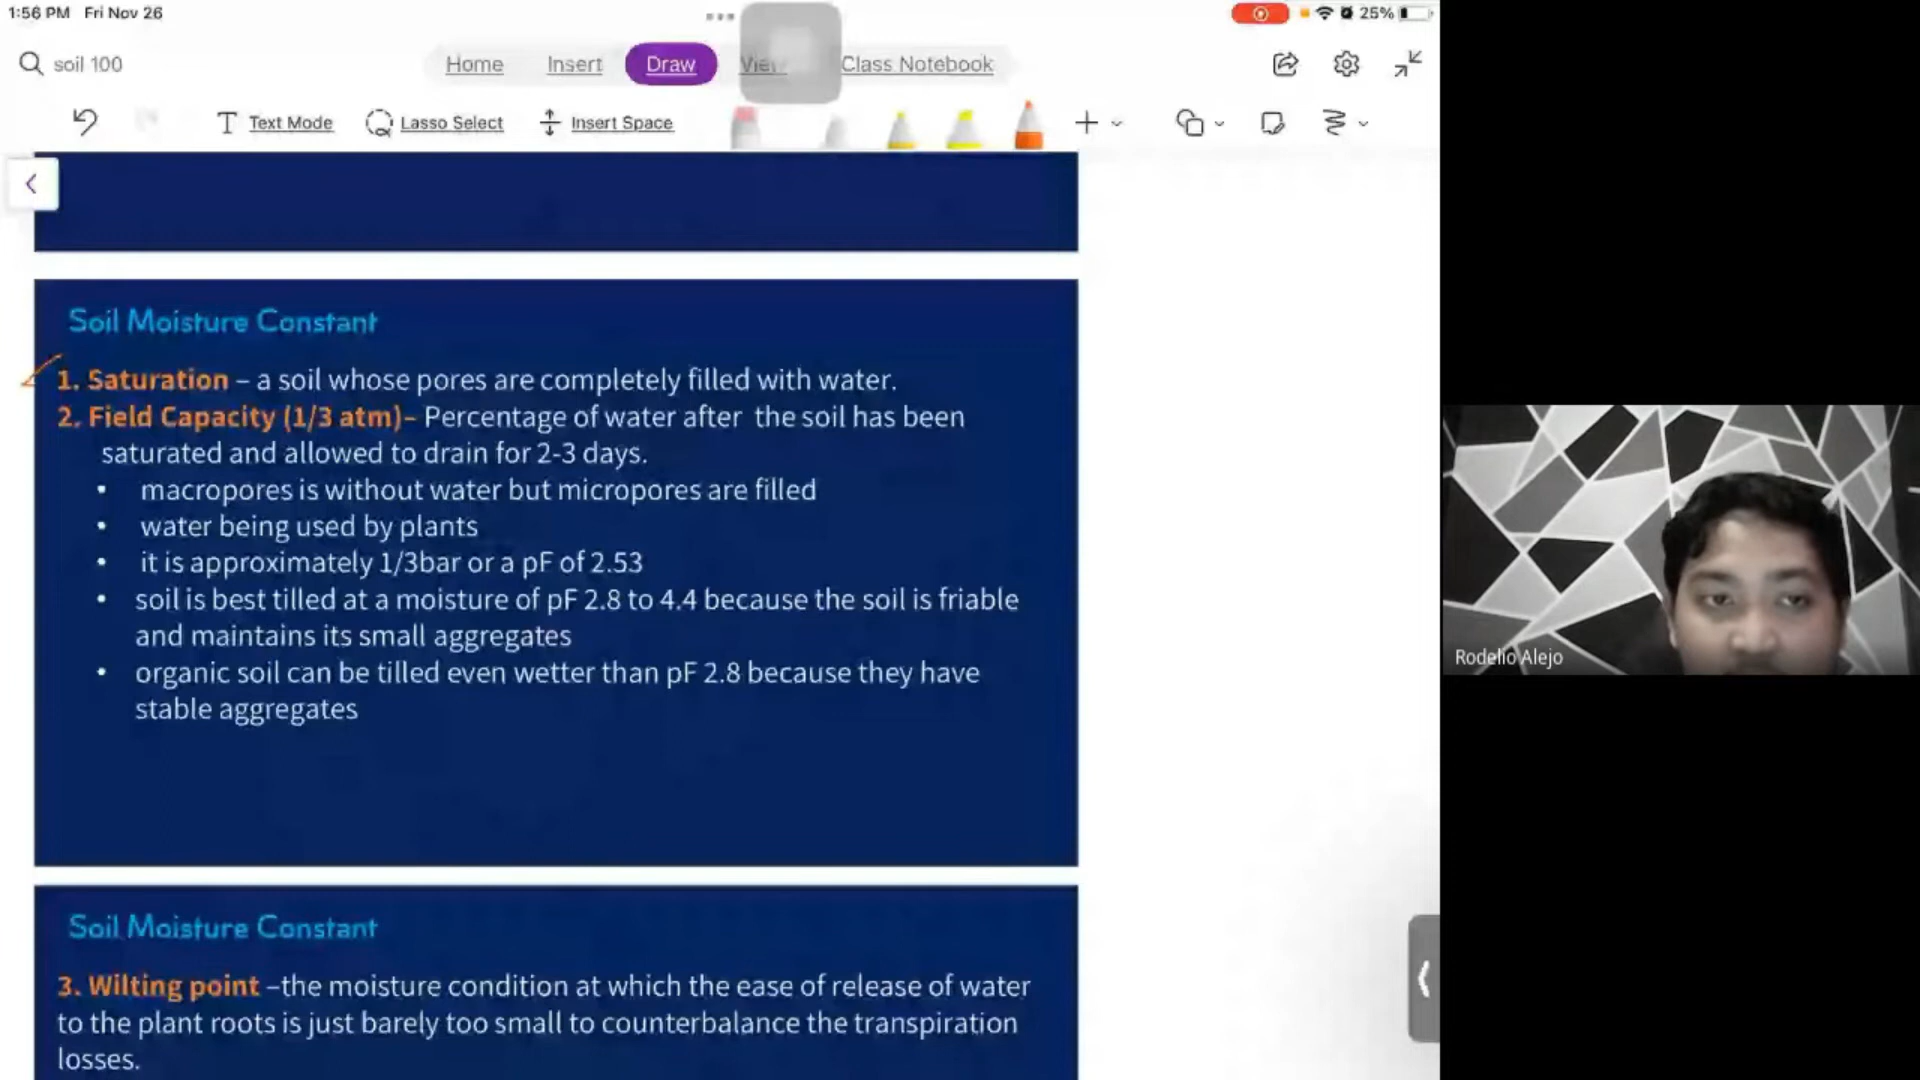 1:56 PM Fri Nov 26
25%
soil 100
Home Insert Draw View Class Notebook
Text Mode Lasso Select Insert Space
Soil Moisture Constant
1. Saturation – a soil whose pores are completely filled with water.
2. Field Capacity (1/3 atm)– Percentage of water after the soil has been
saturated and allowed to drain for 2-3 days.
• macropores is without water but micropores are filled
• water being used by plants
• it is approximately 1/3bar or a pF of 2.53
• soil is best tilled at a moisture of pF 2.8 to 4.4 because the soil is friable
and maintains its small aggregates
• organic soil can be tilled even wetter than pF 2.8 because they have
stable aggregates
Rodelio Alejo
Soil Moisture Constant
3. Wilting point –the moisture condition at which the ease of release of water
to the plant roots is just barely too small to counterbalance the transpiration
losses.